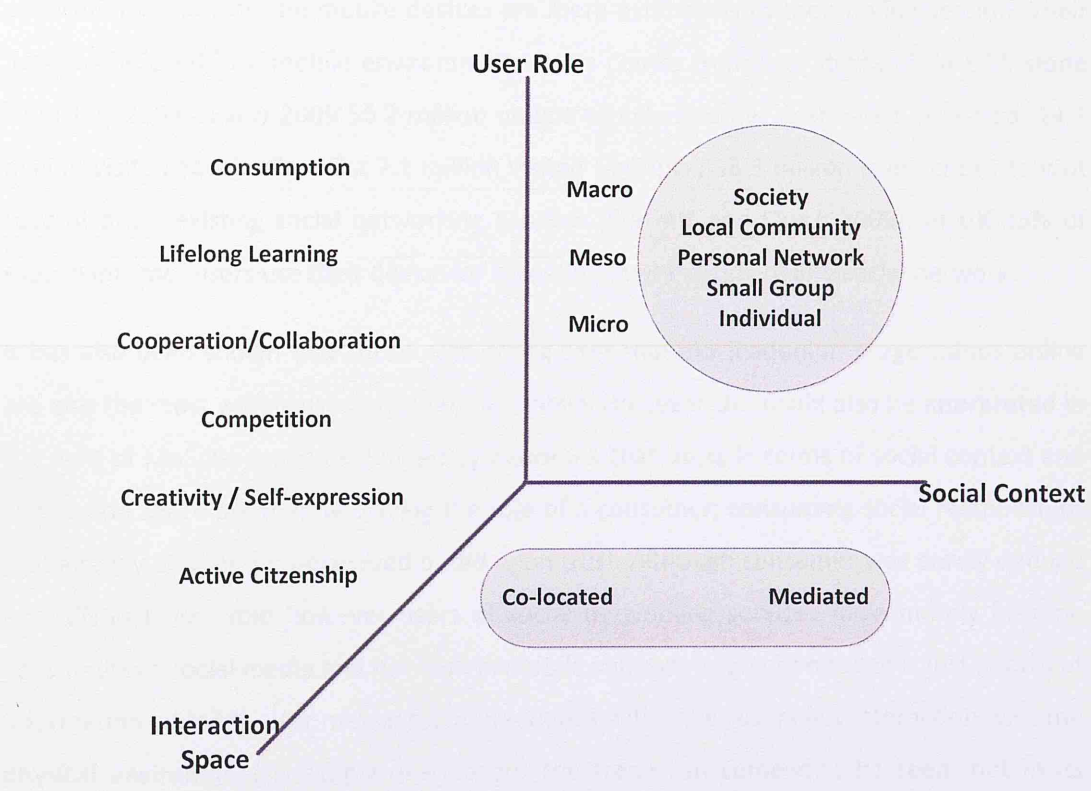 User Role
Consumption
Lifelong Learning
Cooperation/Collaboration
Competition
Creativity / Self-expression
Active Citzenship
Macro
Meso
Micro
Society
Local Community
Personal Network
Small Group
Individual
Social Context
Co-located
Mediated
Interaction
Space